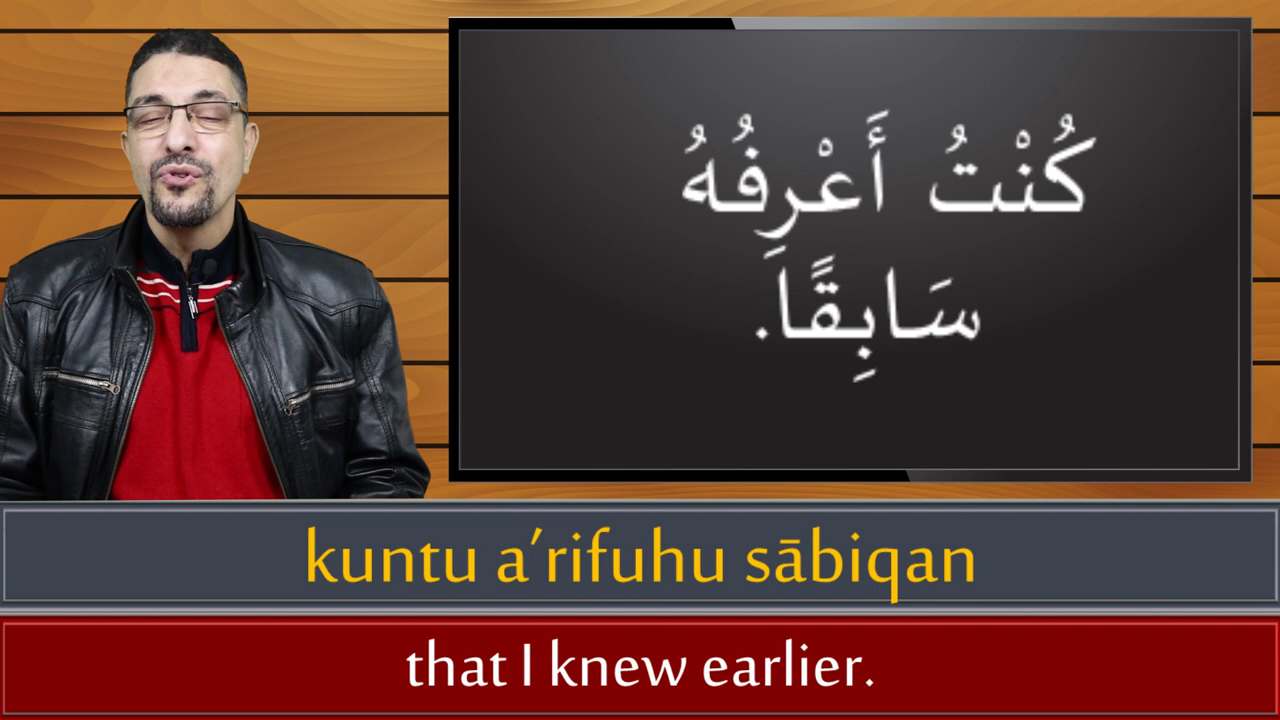 كُنْتُ أَعْرِفُهُ
سَابِقًا.
kuntu a′rifuhu sābiqan
that I knew earlier.